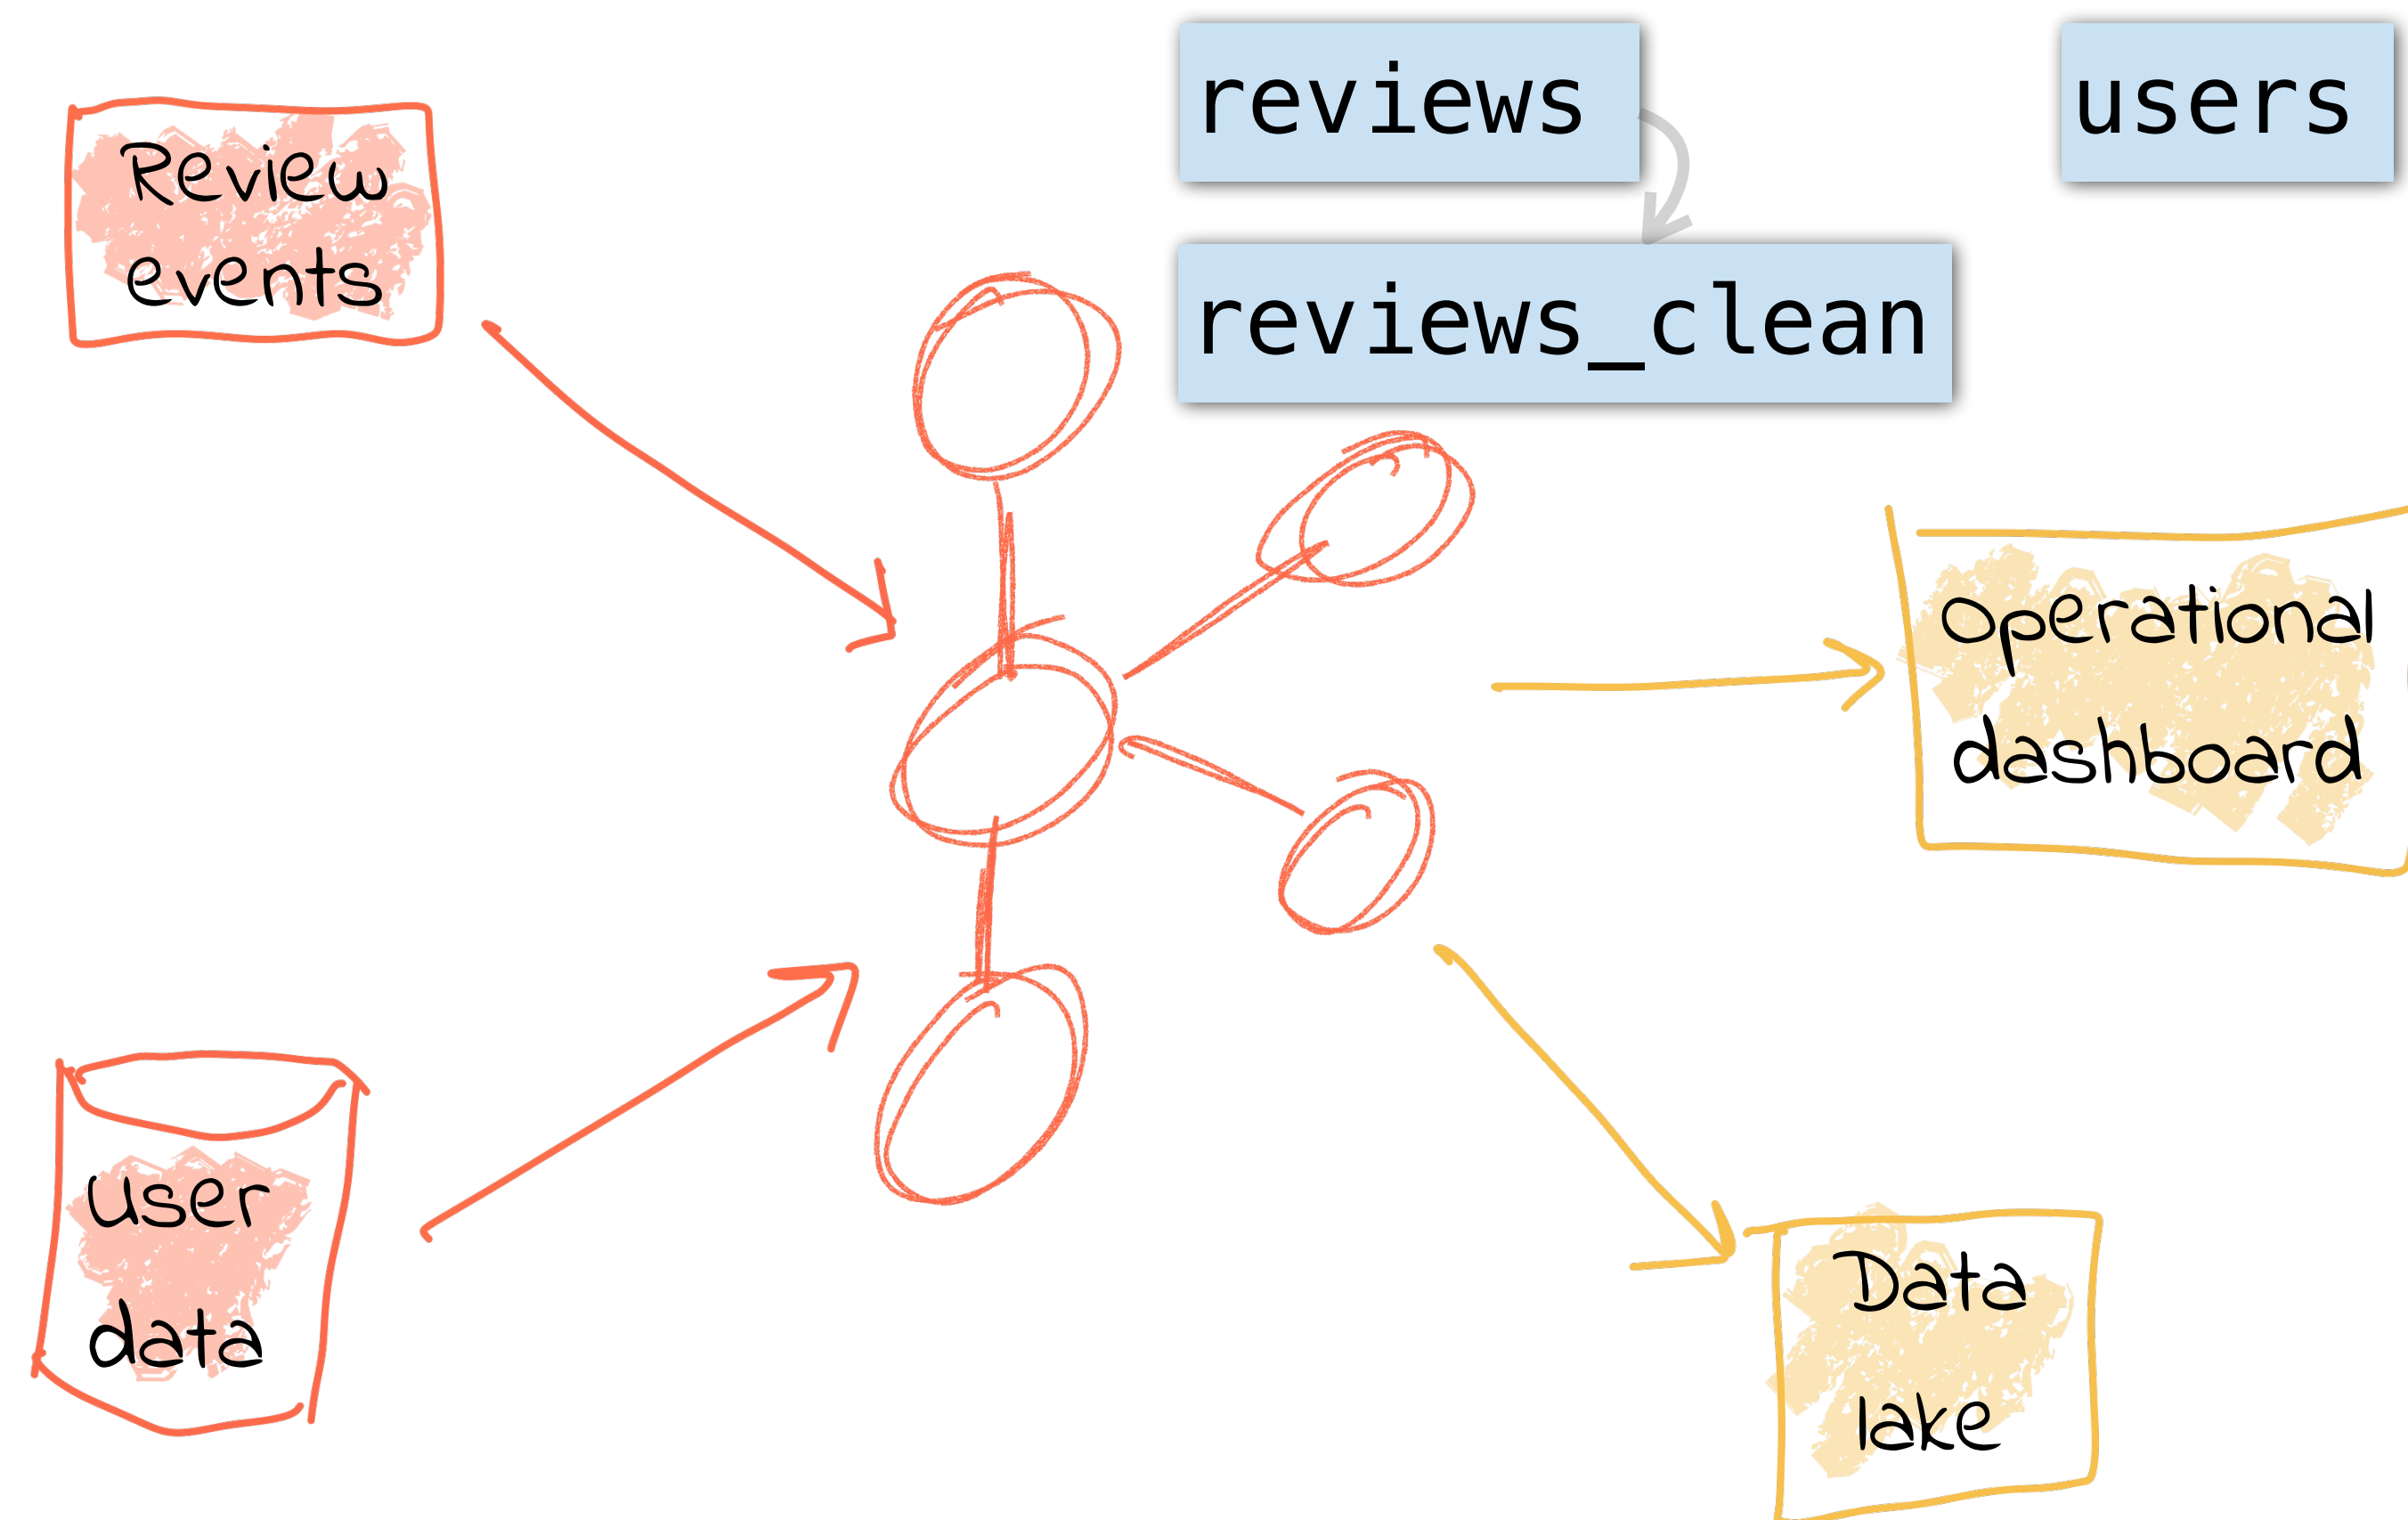 reviews
users
Review
events
reviews_clean
Operational
dashboard
User
data
Data
lake